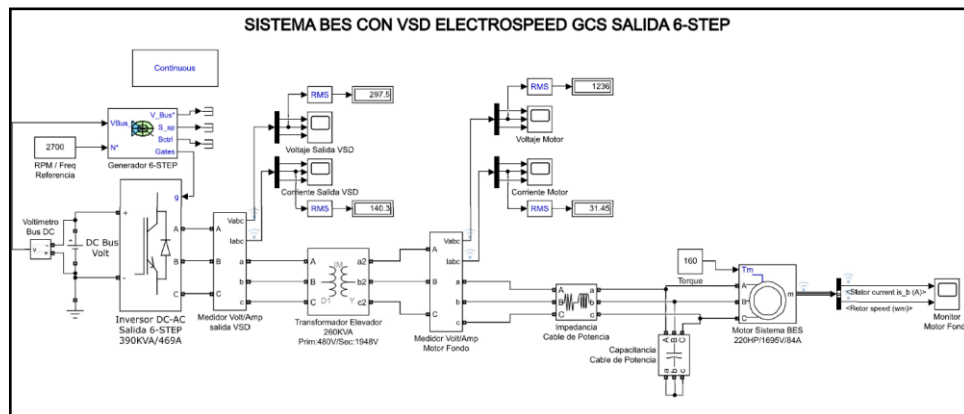 SISTEMA BES CON VSD ELECTROSPEED GCS SALIDA 6-STEP
Continuous
RMS
297.5
Voltaje Salida VSD
Corriente Salida VSD
RMS
140.3
RMS
1236
Voltaje Motor
Corriente Motor
RMS
31.45
VBus
N*
V_Bus*
S_sp
Bctrl
Gates
Generador 6-STEP
2700
RPM / Freq
Referencia
Voltimetro
Bus DC
v
+
-
DC Bus
Volt
+
-
g
A
B
C
Inversor DC-AC
Salida 6-STEP
390KVA/469A
A
B
C
Vabc
Iabc
a
b
c
Medidor Volt/Amp
salida VSD
A
B
C
D1
Y
a2
b2
c2
Transformador Elevador
260KVA
Prim:480V/Sec:1948V
A
B
C
Vabc
Iabc
a
b
c
Medidor Volt/Amp
Motor Fondo
A
B
C
a
b
c
Impedancia
Cable de Potencia
Capacitancia
Cable de Potencia
A
B
C
a
b
c
160
Torque
Tm
A
B
C
m
Motor Sistema BES
220HP/1695V/84A
<Stator current is_b (A)>
<Rotor speed (wm)>
Monitor
Motor Fond